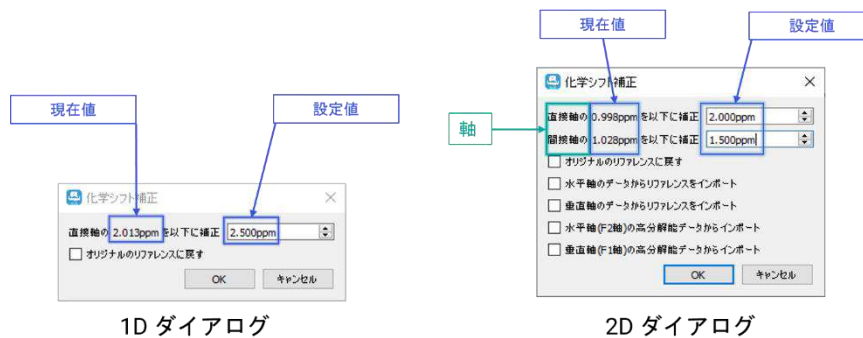 現在値
設定値
化学シフト補正
直接軸の 2.013ppm を以下に補正 2.500ppm
オリジナルのリファレンスに戻す
OK キャンセル
1D ダイアログ
現在値
設定値
軸
化学シフト補正
直接軸の 0.998ppm を以下に補正 2.000ppm
間接軸の 1.028ppm を以下に補正 1.500ppm
オリジナルのリファレンスに戻す
水平軸のデータからリファレンスをインポート
垂直軸のデータからリファレンスをインポート
水平軸(F2軸)の高分解能データからインポート
垂直軸(F1軸)の高分解能データからインポート
OK キャンセル
2D ダイアログ